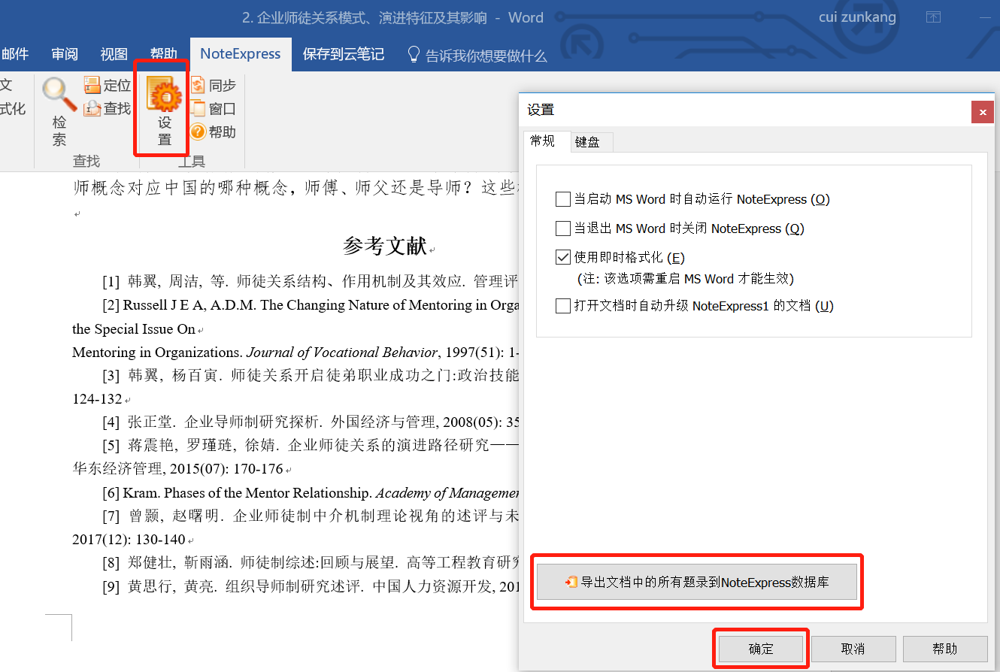 2. 企业师徒关系模式、演进特征及其影响 - Word
cui zunkang
邮件 审阅 视图 帮助 NoteExpress 保存到云笔记 告诉我你想要做什么
文
式化
检索
定位
查找
查找
设置
同步
窗口
帮助
工具
师概念对应中国的哪种概念，师傅、师父还是导师？这些
参考文献
[1] 韩翼, 周洁, 等. 师徒关系结构、作用机制及其效应. 管理评
[2] Russell J E A, A.D.M. The Changing Nature of Mentoring in Orga
the Special Issue On
Mentoring in Organizations. Journal of Vocational Behavior, 1997(51): 1-
[3] 韩翼, 杨百寅. 师徒关系开启徒弟职业成功之门:政治技能
124-132
[4] 张正堂. 企业导师制研究探析. 外国经济与管理, 2008(05): 35
[5] 蒋震艳, 罗瑾琏, 徐婧. 企业师徒关系的演进路径研究——
华东经济管理, 2015(07): 170-176
[6] Kram. Phases of the Mentor Relationship. Academy of Managemen
[7] 曾颢, 赵曙明. 企业师徒制中介机制理论视角的述评与未
2017(12): 130-140
[8] 郑健壮, 靳雨涵. 师徒制综述:回顾与展望. 高等工程教育研究
[9] 黄思行, 黄亮. 组织导师制研究述评. 中国人力资源开发, 201
设置
常规 键盘
当启动 MS Word 时自动运行 NoteExpress (O)
当退出 MS Word 时关闭 NoteExpress (Q)
使用即时格式化 (E)
(注: 该选项需重启 MS Word 才能生效)
打开文档时自动升级 NoteExpress1 的文档 (U)
导出文档中的所有题录到NoteExpress数据库
确定 取消 帮助